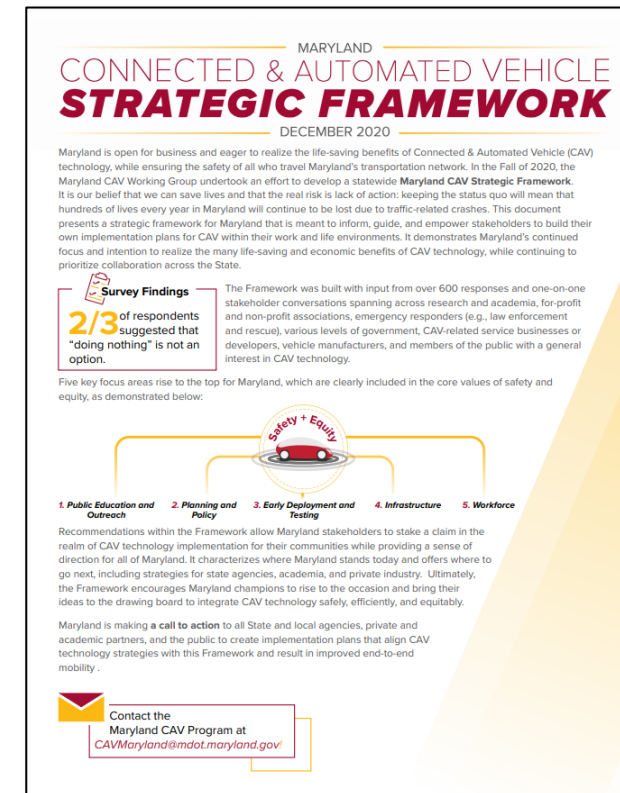 MARYLAND
CONNECTED & AUTOMATED VEHICLE
STRATEGIC FRAMEWORK
DECEMBER 2020
Maryland is open for business and eager to realize the life-saving benefits of Connected & Automated Vehicle (CAV)
technology, while ensuring the safety of all who travel Maryland's transportation network. In the Fall of 2020, the
Maryland CAV Working Group undertook an effort to develop a statewide Maryland CAV Strategic Framework.
It is our belief that we can save lives and that the real risk is lack of action: keeping the status quo will mean that
hundreds of lives every year in Maryland will continue to be lost due to traffic-related crashes. This document
presents a strategic framework for Maryland that is meant to inform, guide, and empower stakeholders to build their
own implementation plans for CAV within their work and life environments. It demonstrates Maryland's continued
focus and intention to realize the many life-saving and economic benefits of CAV technology, while continuing to
prioritize collaboration across the State.
Survey Findings
2/3 of respondents
suggested that
"doing nothing" is not an
option.
The Framework was built with input from over 600 responses and one-on-one
stakeholder conversations spanning across research and academia, for-profit
and non-profit associations, emergency responders (e.g., law enforcement
and rescue), various levels of government, CAV-related service businesses or
developers, vehicle manufacturers, and members of the public with a general
interest in CAV technology.
Five key focus areas rise to the top for Maryland, which are clearly included in the core values of safety and
equity, as demonstrated below:
Safety + Equity
1. Public Education and
Outreach
2. Planning and
Policy
3. Early Deployment and
Testing
4. Infrastructure
5. Workforce
Recommendations within the Framework allow Maryland stakeholders to stake a claim in the
realm of CAV technology implementation for their communities while providing a sense of
direction for all of Maryland. It characterizes where Maryland stands today and offers where to
go next, including strategies for state agencies, academia, and private industry. Ultimately,
the Framework encourages Maryland champions to rise to the occasion and bring their
ideas to the drawing board to integrate CAV technology safely, efficiently, and equitably.
Maryland is making a call to action to all State and local agencies, private and
academic partners, and the public to create implementation plans that align CAV
technology strategies with this Framework and result in improved end-to-end
mobility .
Contact the
Maryland CAV Program at
CAVMaryland@mdot.maryland.gov!